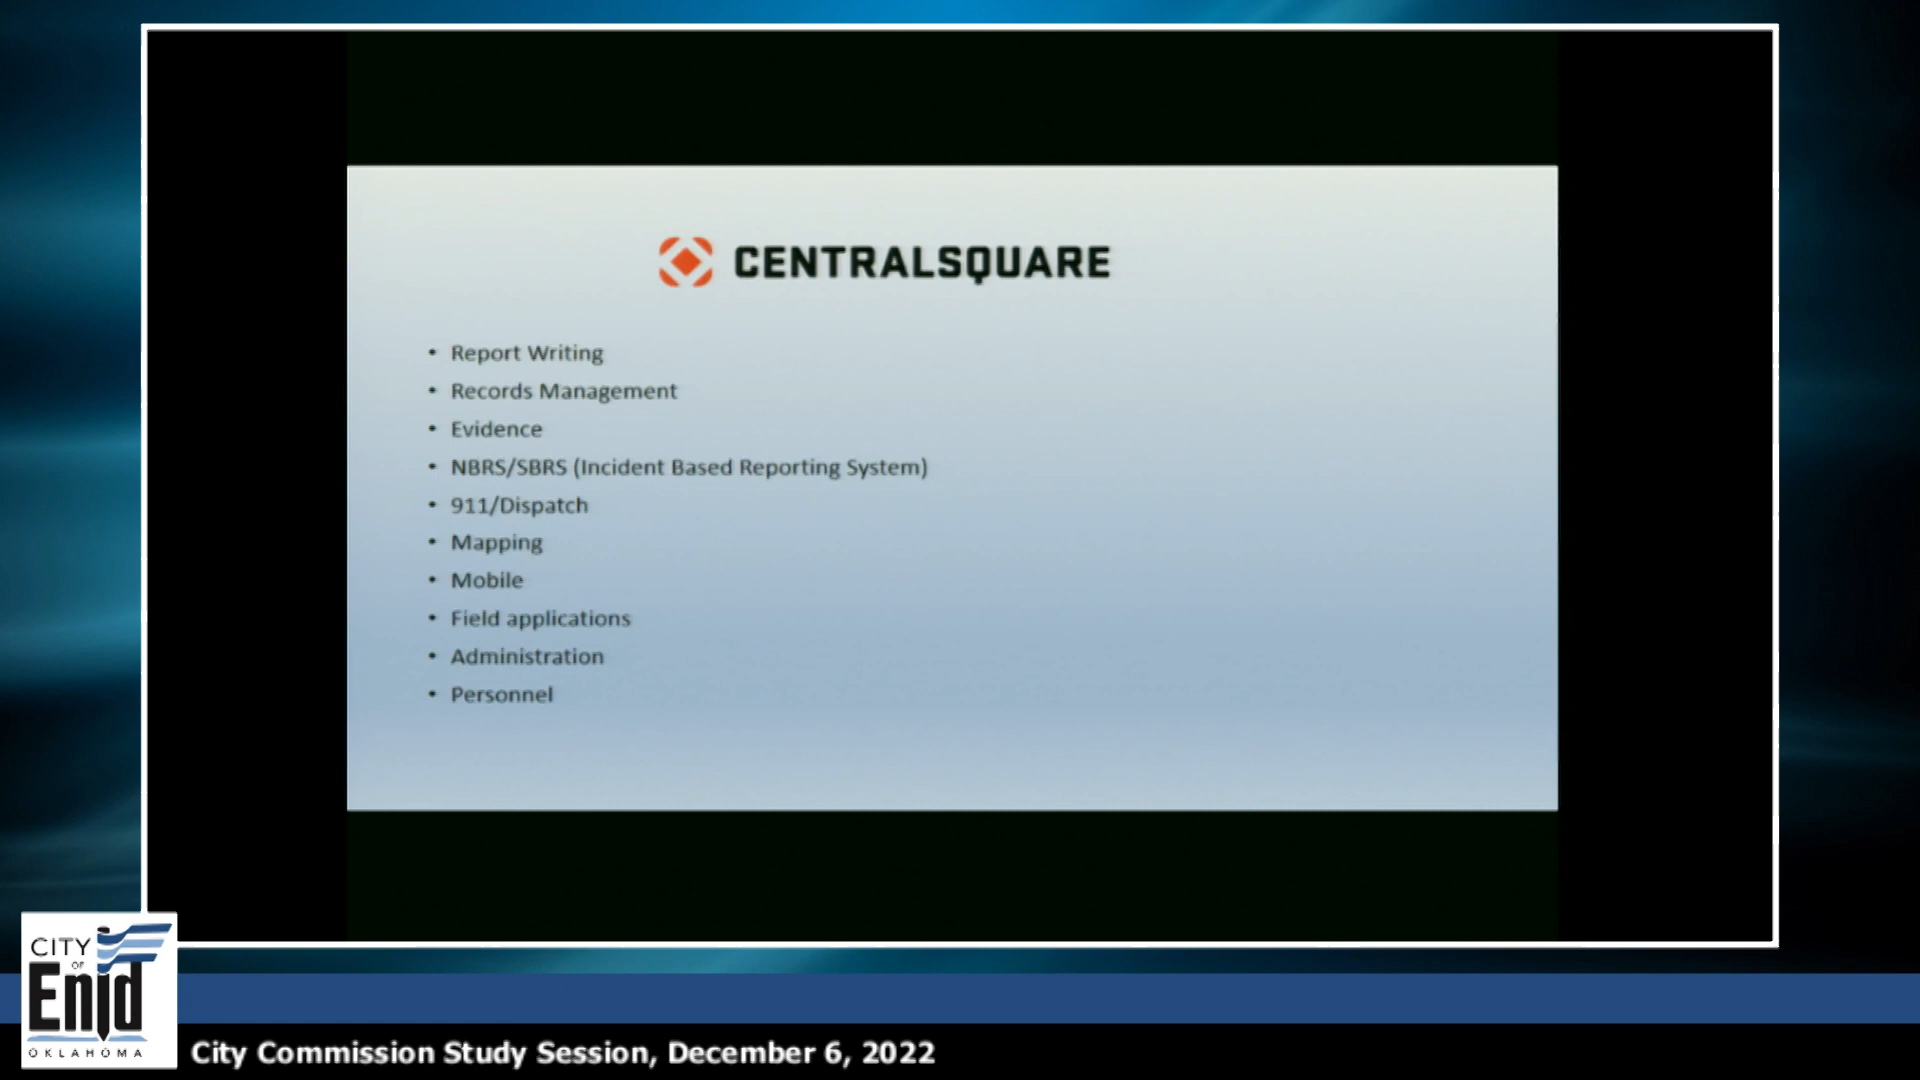 CENTRALSQUARE
• Report Writing
• Records Management
• Evidence
• NBRS/SBRS (Incident Based Reporting System)
• 911/Dispatch
• Mapping
• Mobile
• Field applications
• Administration
• Personnel
CITY
OF
Enid
OKLAHOMA
City Commission Study Session, December 6, 2022